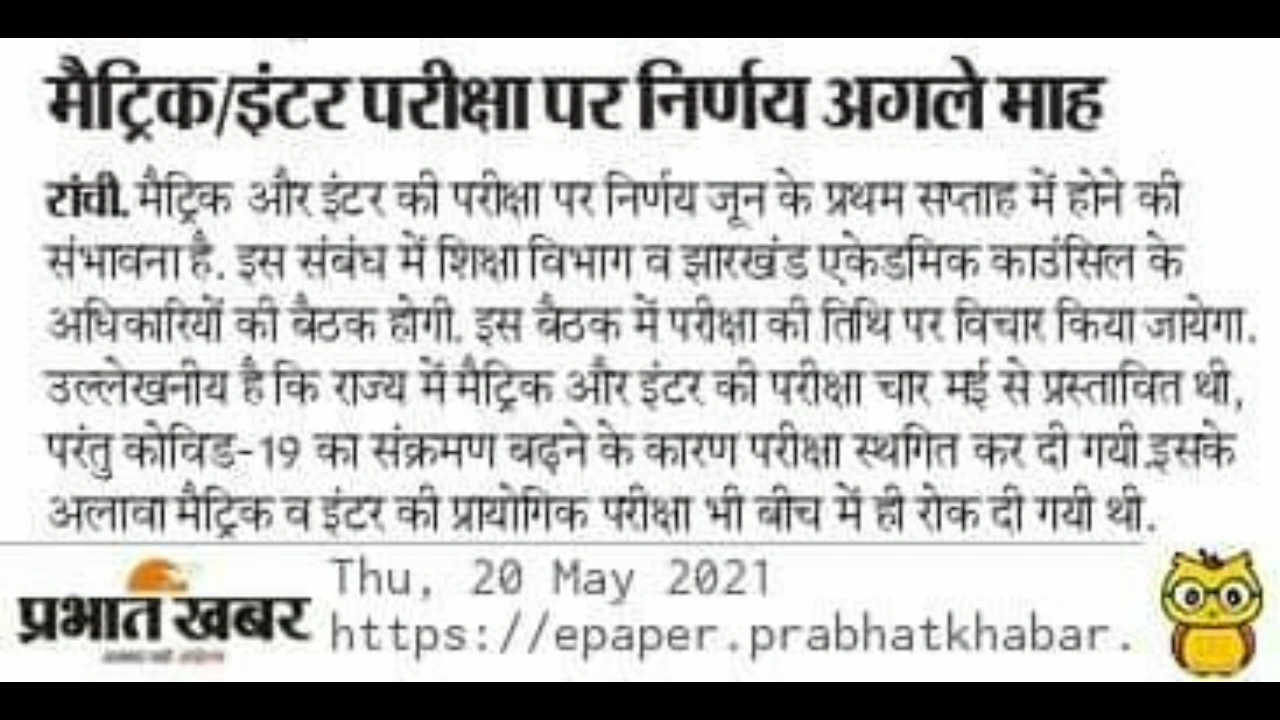 मैट्रिक/इंटर परीक्षा पर निर्णय अगले माह
रांची. मैट्रिक और इंटर की परीक्षा पर निर्णय जून के प्रथम सप्ताह में होने की
संभावना है. इस संबंध में शिक्षा विभाग व झारखंड एकेडमिक काउंसिल के
अधिकारियों की बैठक होगी. इस बैठक में परीक्षा की तिथि पर विचार किया जायेगा.
उल्लेखनीय है कि राज्य में मैट्रिक और इंटर की परीक्षा चार मई से प्रस्तावित थी,
परंतु कोविड-19 का संक्रमण बढ़ने के कारण परीक्षा स्थगित कर दी गयी.इसके
अलावा मैट्रिक व इंटर की प्रायोगिक परीक्षा भी बीच में ही रोक दी गयी थी.
प्रभात खबर
Thu, 20 May 2021
https://epaper.prabhatkhabar.